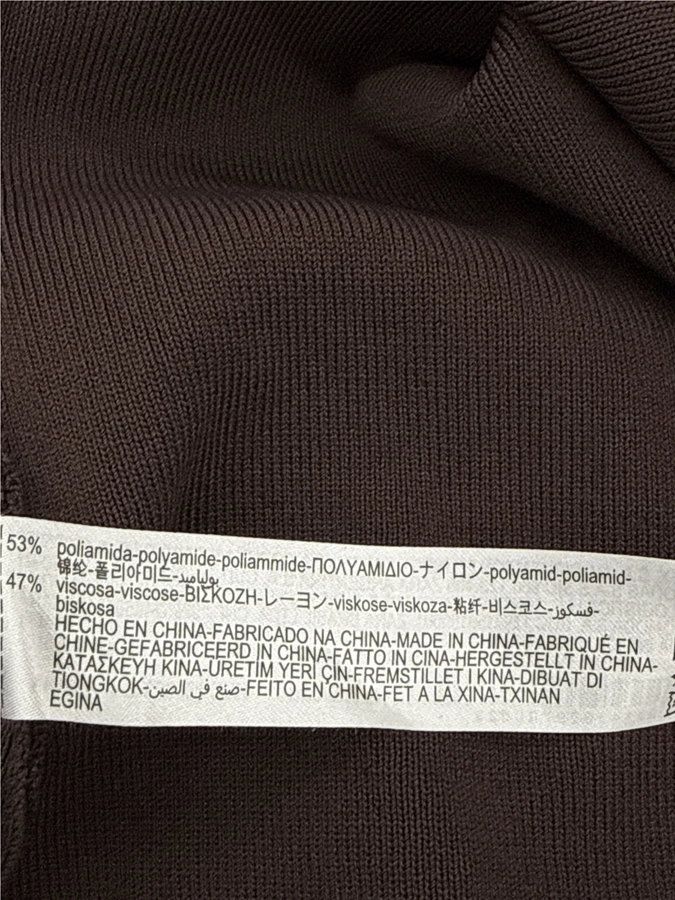 53% poliamida-polyamide-poliammide-ΠΟΛΥΑΜΙΔΙΟ-ナイロン-polyamid-poliamid-
锦纶-폴리아미드-بولياميد
47% viscosa-viscose-ΒΙΣΚΟΖΗ-レーヨン-viskose-viskoza-粘纤-비스코스-فسكوز-
biskosa
HECHO EN CHINA-FABRICADO NA CHINA-MADE IN CHINA-FABRIQUÉ EN
CHINE-GEFABRICEERD IN CHINA-FATTO IN CINA-HERGESTELLT IN CHINA-
ΚΑΤΑΣΚΕΥΗ ΚΙΝΑ-ÜRETİM YERİ ÇİN-FREMSTILLET I KINA-DIBUAT DI
TIONGKOK-صنع في الصين-FEITO EN CHINA-FET A LA XINA-TXINAN
EGINA